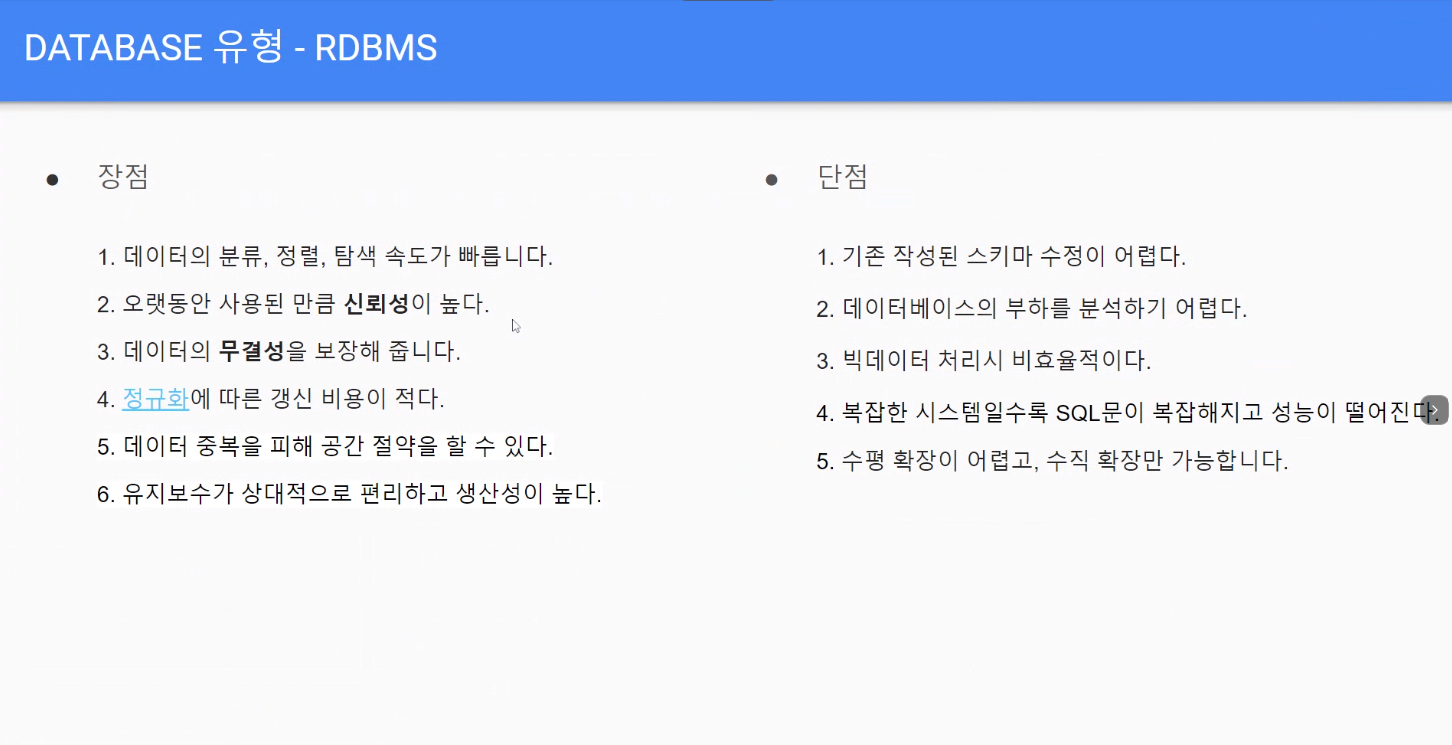 DATABASE 유형 - RDBMS
● 장점
1. 데이터의 분류, 정렬, 탐색 속도가 빠릅니다.
2. 오랫동안 사용된 만큼 신뢰성이 높다.
3. 데이터의 무결성을 보장해 줍니다.
4. 정규화에 따른 갱신 비용이 적다.
5. 데이터 중복을 피해 공간 절약을 할 수 있다.
6. 유지보수가 상대적으로 편리하고 생산성이 높다.
● 단점
1. 기존 작성된 스키마 수정이 어렵다.
2. 데이터베이스의 부하를 분석하기 어렵다.
3. 빅데이터 처리시 비효율적이다.
4. 복잡한 시스템일수록 SQL문이 복잡해지고 성능이 떨어진다.
5. 수평 확장이 어렵고, 수직 확장만 가능합니다.